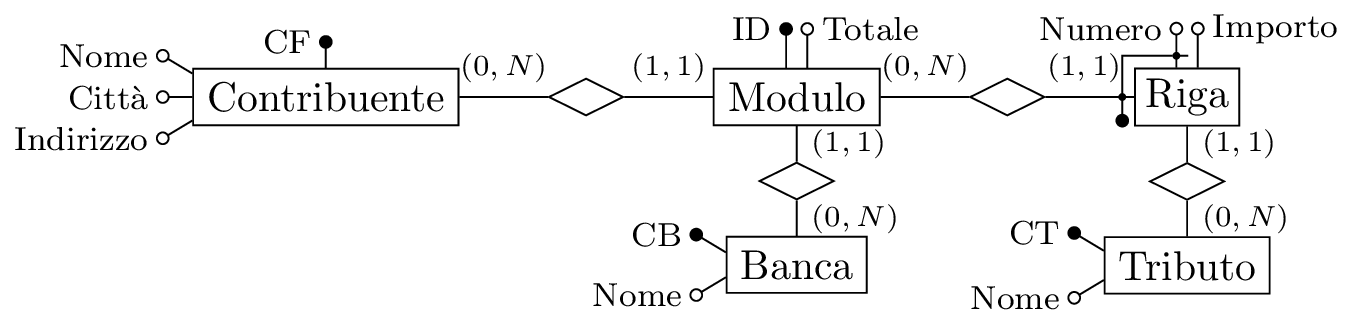 ID Totale Numero Importo
Nome CF (0, N) (1, 1) (0, N) (1, 1)
Città Contribuente Modulo Riga
Indirizzo (1, 1) (1, 1)
CB (0, N) CT (0, N)
Banca Tributo
Nome Nome